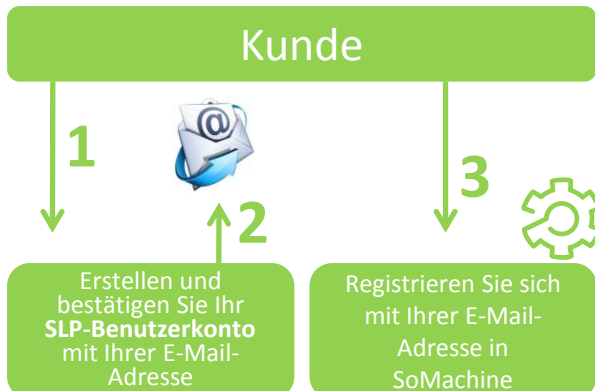 Kunde
1
@
2
3
Erstellen und
bestätigen Sie Ihr
SLP-Benutzerkonto
mit Ihrer E-Mail-
Adresse
Registrieren Sie sich
mit Ihrer E-Mail-
Adresse in
SoMachine